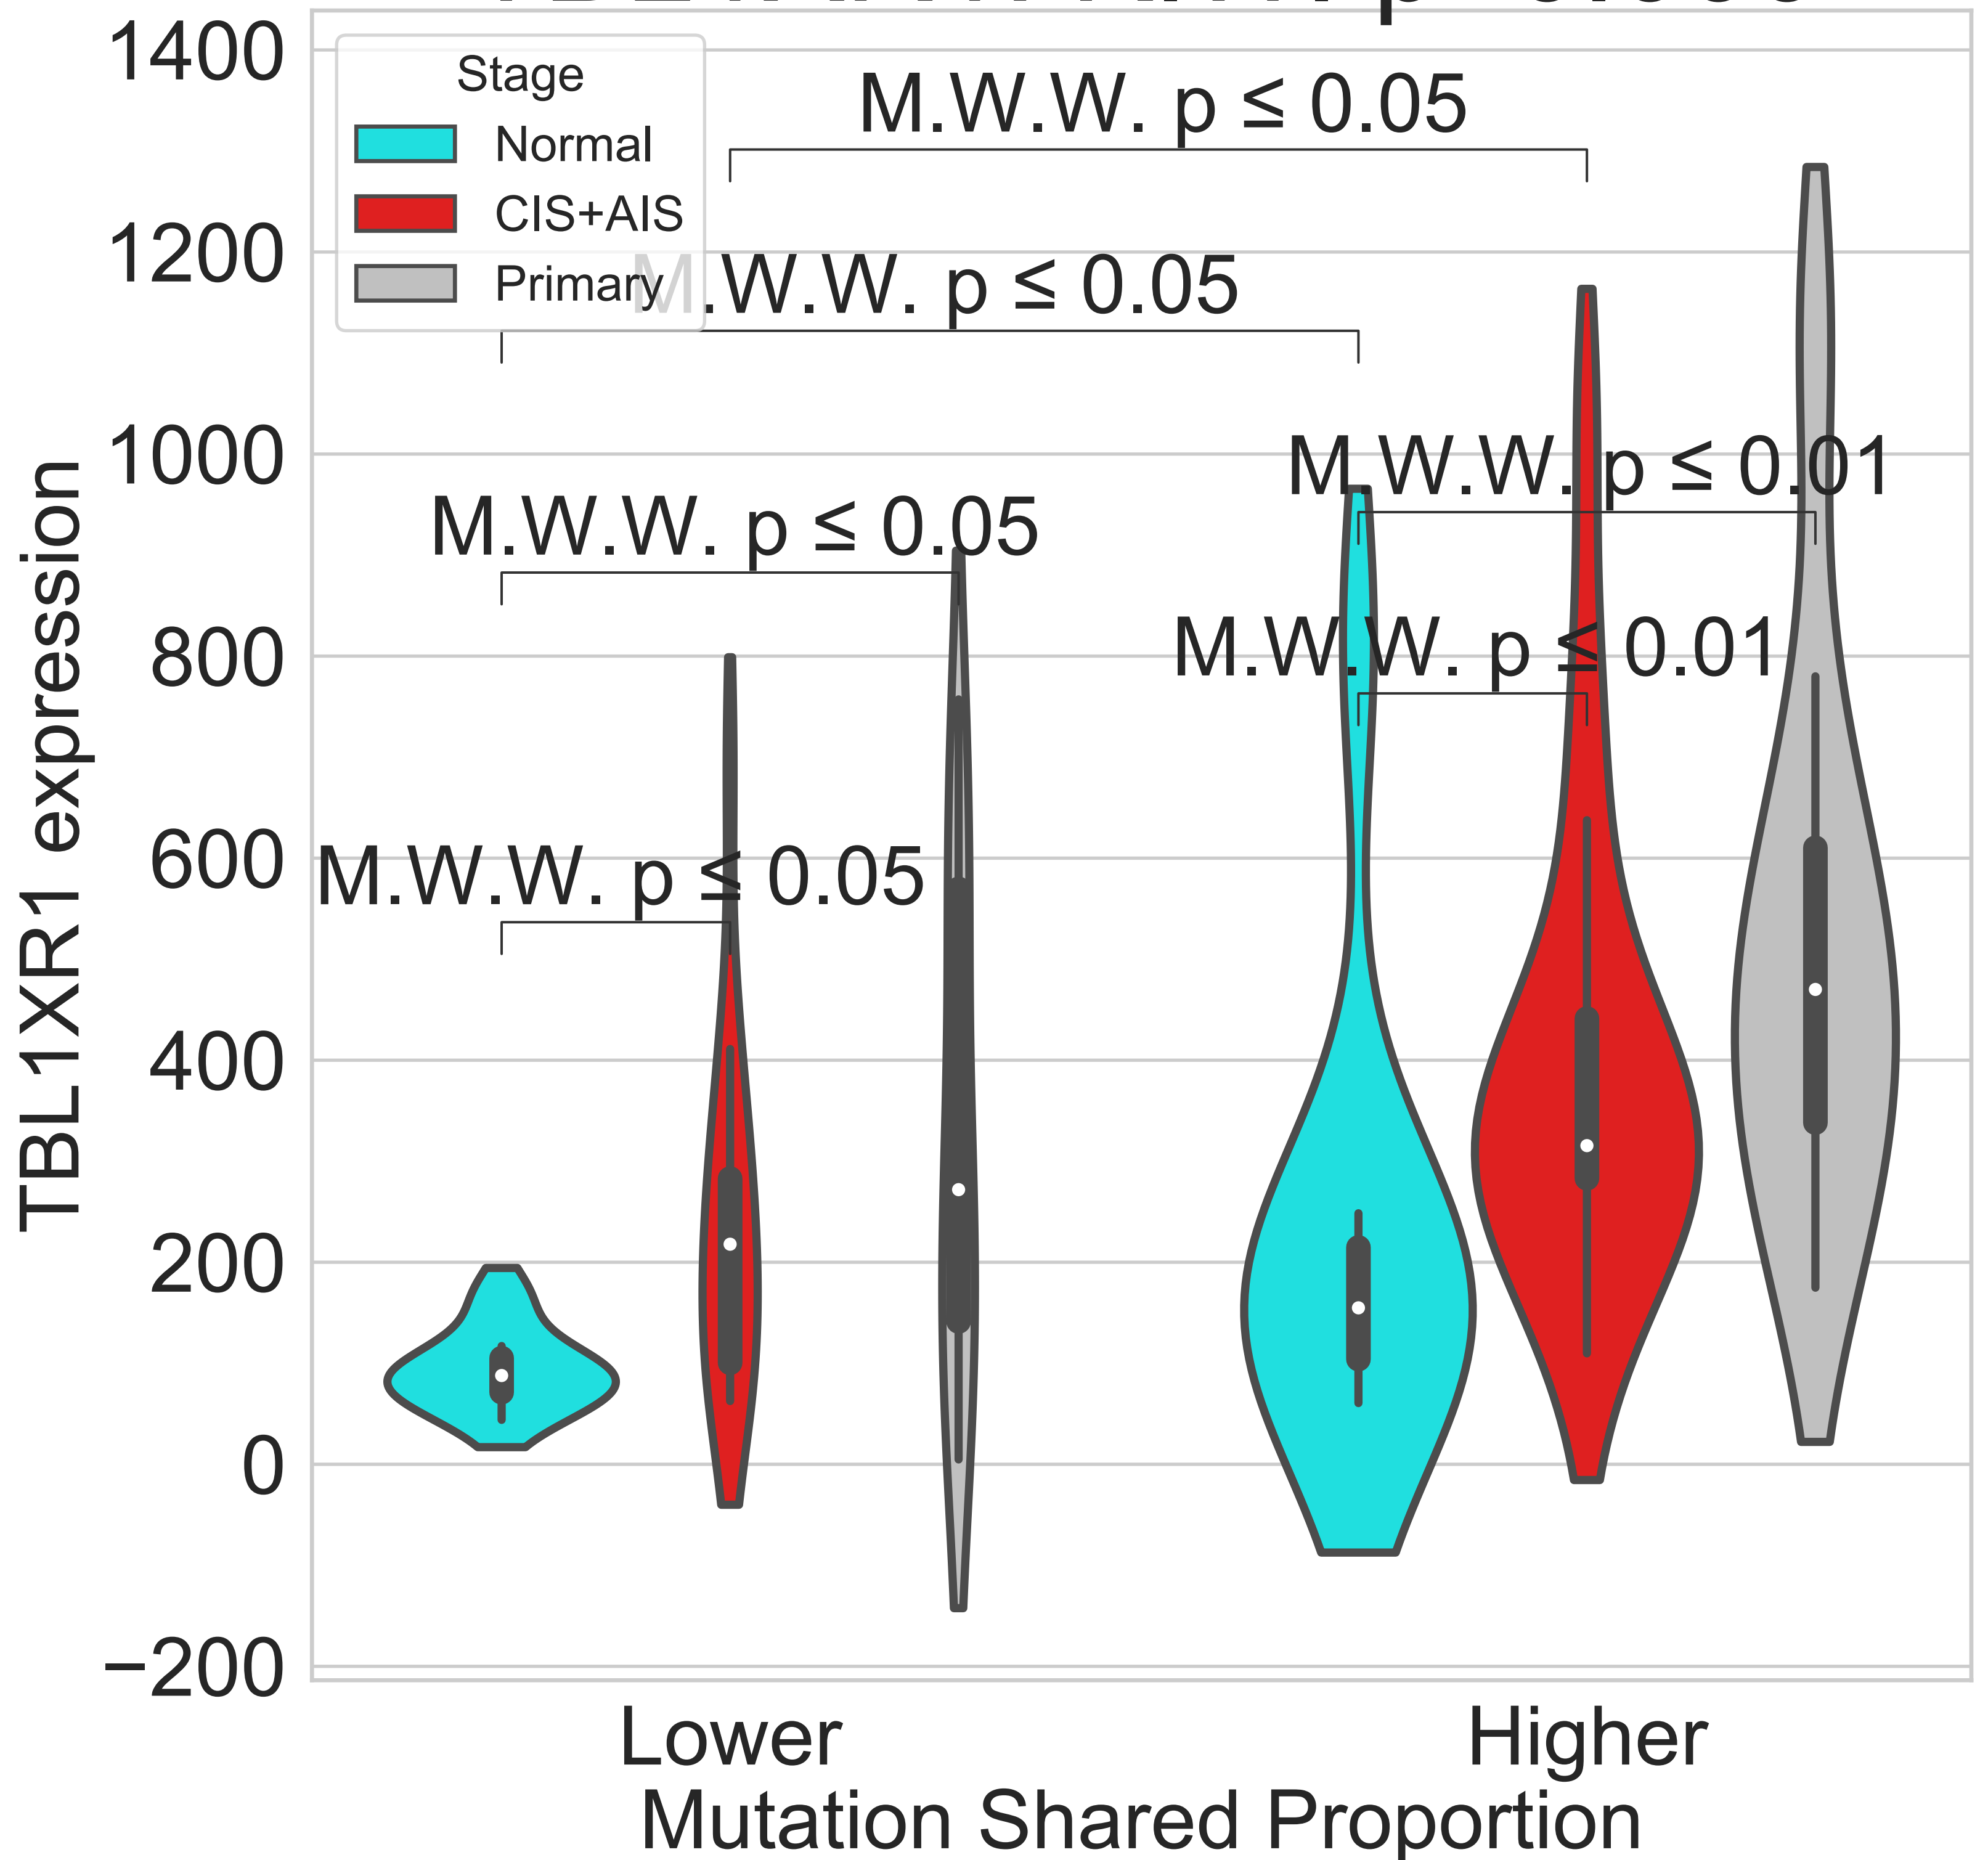 1400
1200
1000
800
600
400
200
0
−200
TBL1XR1 expression
Stage
Normal
CIS+AIS
Primary
M.W.W. p ≤ 0.05
M.W.W. p ≤ 0.05
M.W.W. p ≤ 0.01
M.W.W. p ≤ 0.05
M.W.W. p ≤ 0.01
M.W.W. p ≤ 0.05
Lower
Higher
Mutation Shared Proportion